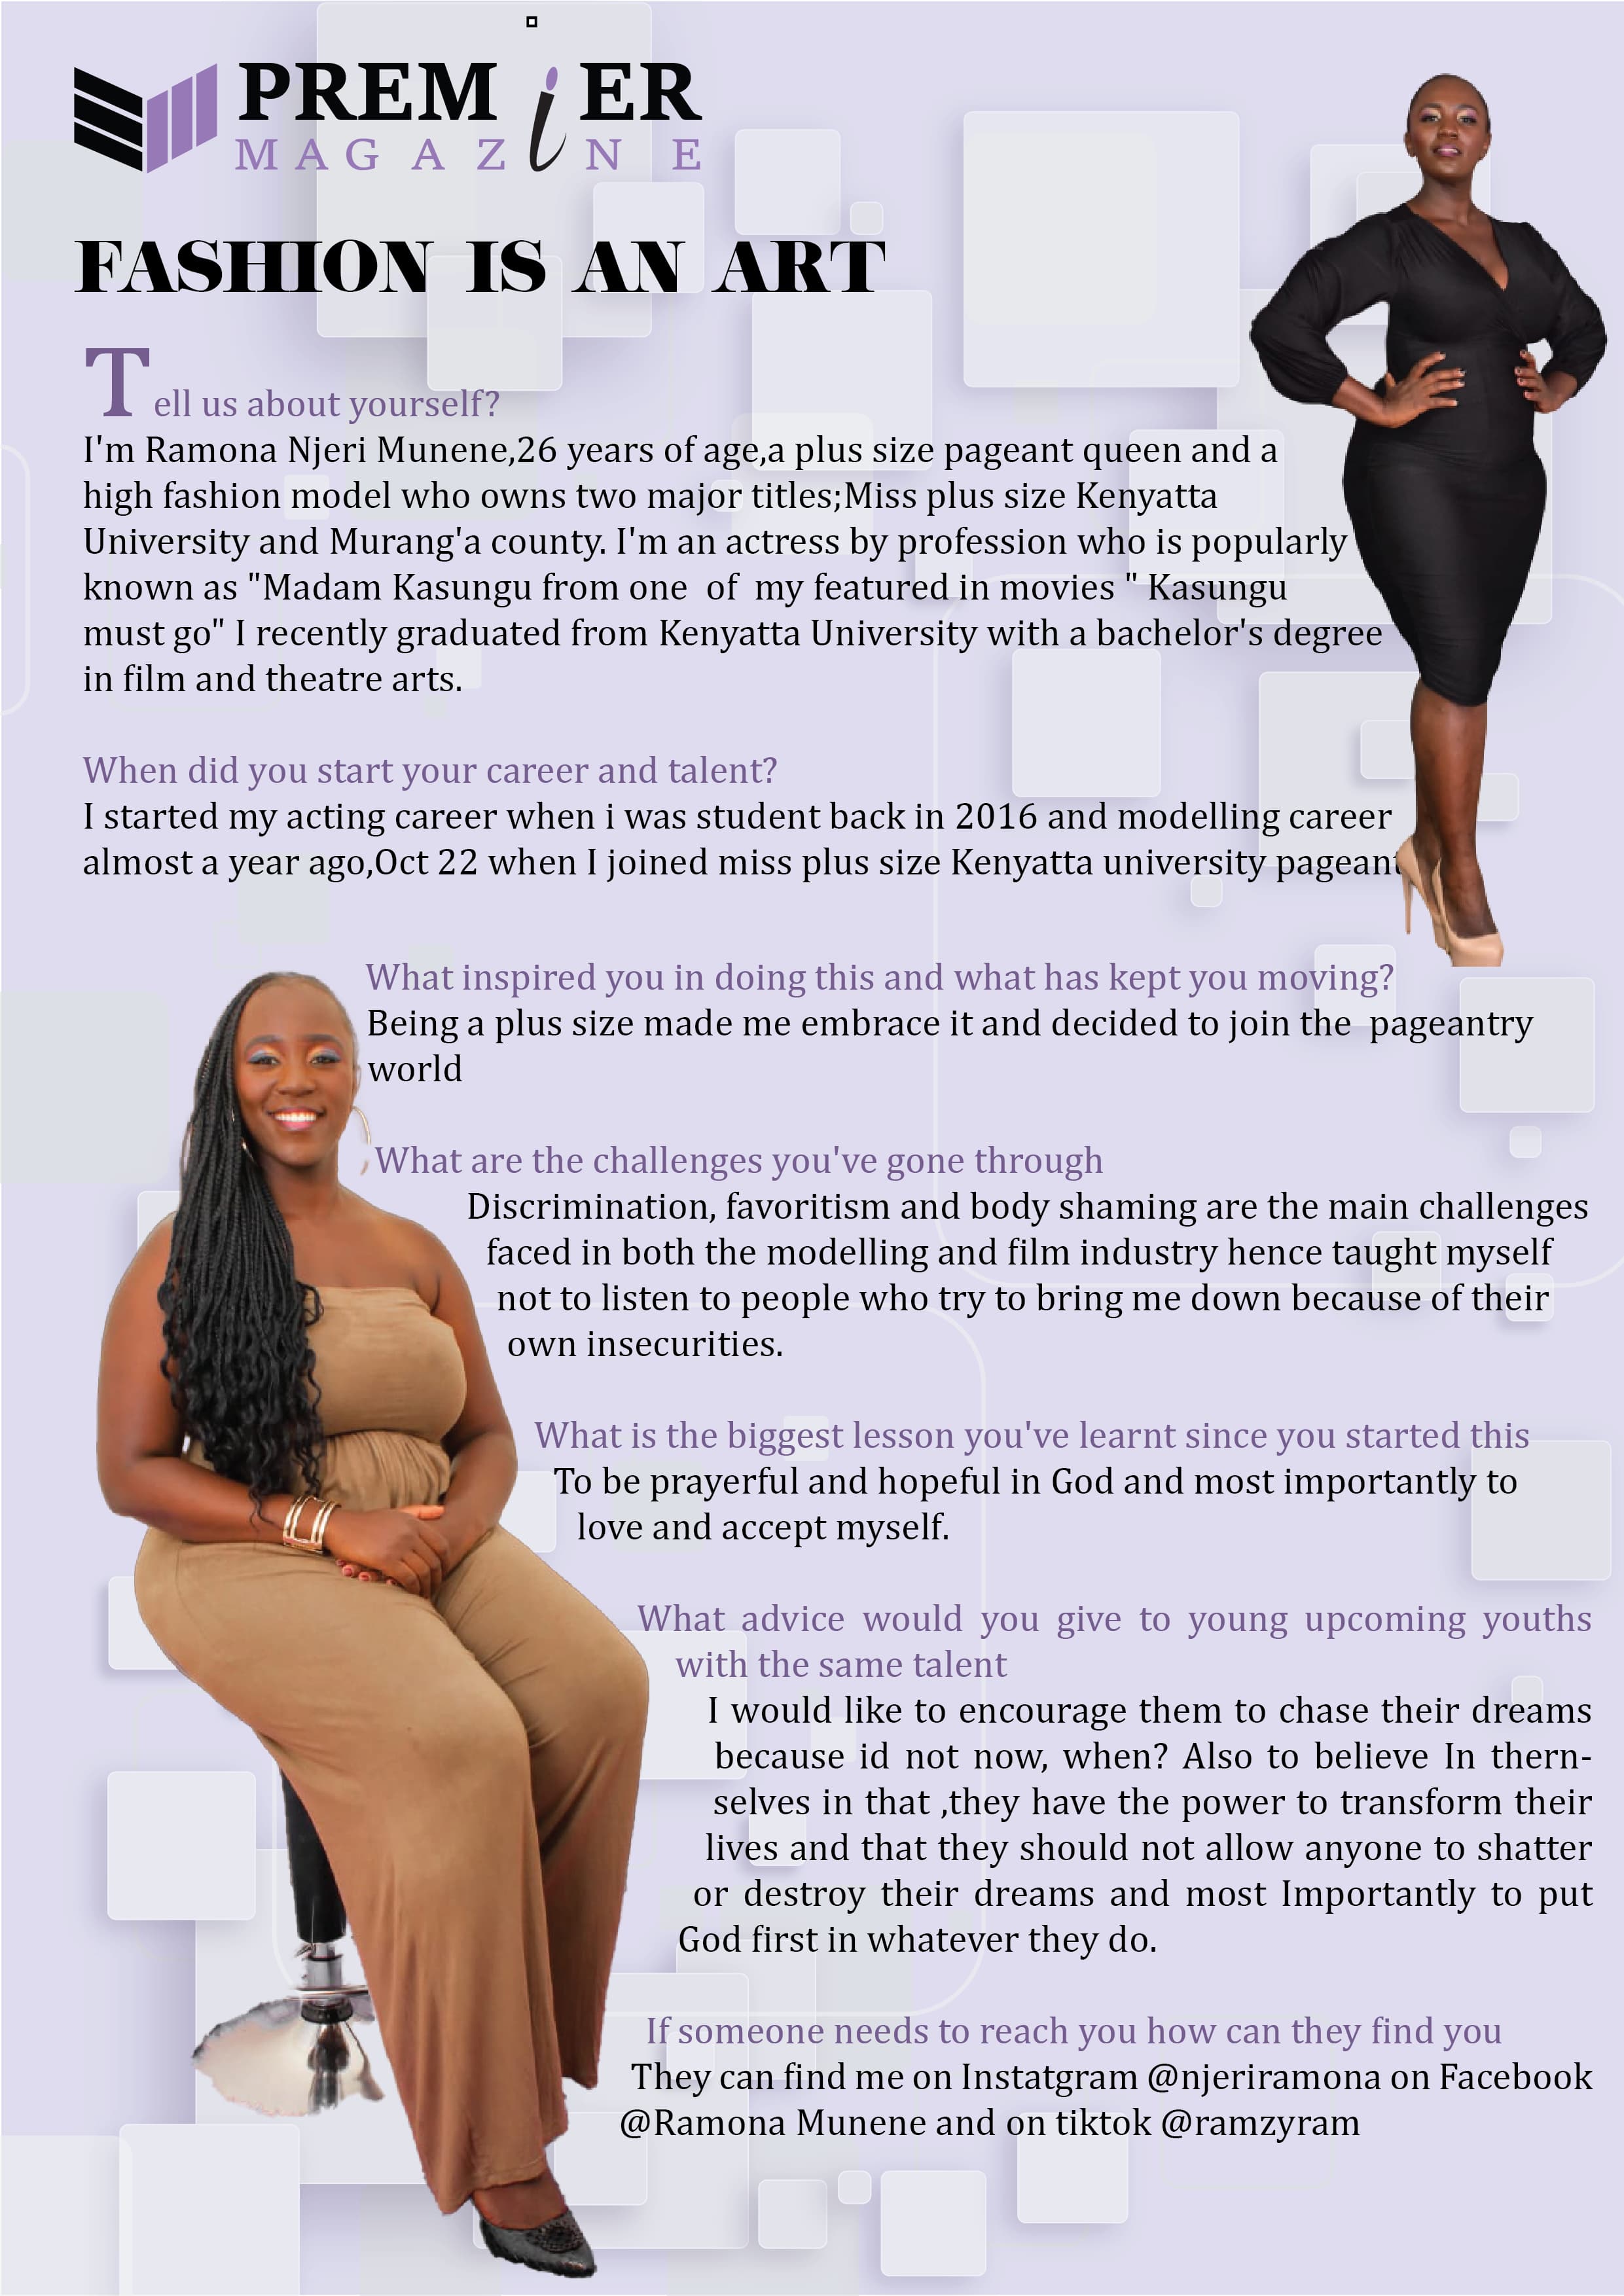 PREMiER
MAGAZiNE
FASHION IS AN ART
Tell us about yourself?
I'm Ramona Njeri Munene,26 years of age,a plus size pageant queen and a
high fashion model who owns two major titles;Miss plus size Kenyatta
University and Murang'a county. I'm an actress by profession who is popularly
known as "Madam Kasungu from one  of  my featured in movies " Kasungu
must go" I recently graduated from Kenyatta University with a bachelor's degree
in film and theatre arts.
When did you start your career and talent?
I started my acting career when i was student back in 2016 and modelling career
almost a year ago,Oct 22 when I joined miss plus size Kenyatta university pageant
What inspired you in doing this and what has kept you moving?
Being a plus size made me embrace it and decided to join the  pageantry
world
What are the challenges you've gone through
Discrimination, favoritism and body shaming are the main challenges
faced in both the modelling and film industry hence taught myself
not to listen to people who try to bring me down because of their
own insecurities.
What is the biggest lesson you've learnt since you started this
To be prayerful and hopeful in God and most importantly to
love and accept myself.
What advice would you give to young upcoming youths
with the same talent
I would like to encourage them to chase their dreams
because id not now, when? Also to believe In thern-
selves in that ,they have the power to transform their
lives and that they should not allow anyone to shatter
or destroy their dreams and most Importantly to put
God first in whatever they do.
If someone needs to reach you how can they find you
They can find me on Instatgram @njeriramona on Facebook
@Ramona Munene and on tiktok @ramzyram